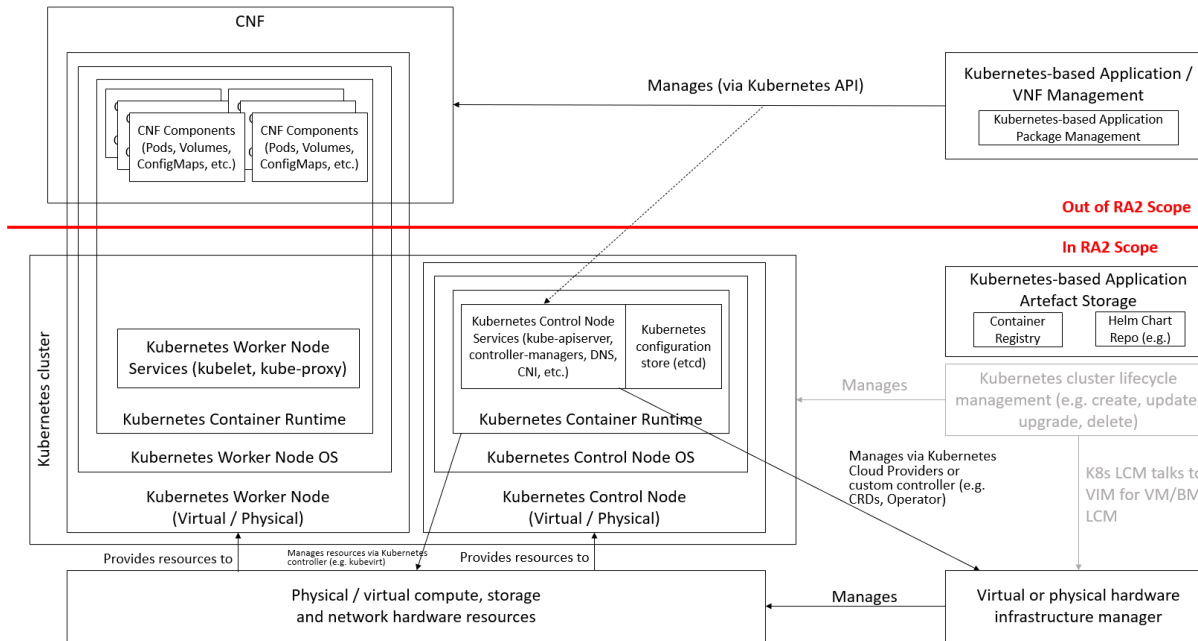 CNF
CNF Components
(Pods, Volumes,
ConfigMaps, etc.)
CNF Components
(Pods, Volumes,
ConfigMaps, etc.)
Manages (via Kubernetes API)
Kubernetes-based Application /
VNF Management
Kubernetes-based Application
Package Management
Out of RA2 Scope
In RA2 Scope
Kubernetes cluster
Kubernetes Worker Node
Services (kubelet, kube-proxy)
Kubernetes Container Runtime
Kubernetes Worker Node OS
Kubernetes Worker Node
(Virtual / Physical)
Kubernetes Control Node
Services (kube-apiserver,
controller-managers, DNS,
CNI, etc.)
Kubernetes
configuration
store (etcd)
Kubernetes Container Runtime
Kubernetes Control Node OS
Kubernetes Control Node
(Virtual / Physical)
Kubernetes-based Application
Artefact Storage
Container
Registry
Helm Chart
Repo (e.g.)
Manages
Kubernetes cluster lifecycle
management (e.g. create, update,
upgrade, delete)
Manages via Kubernetes
Cloud Providers or
custom controller (e.g.
CRDs, Operator)
K8s LCM talks to
VIM for VM/BM
LCM
Provides resources to
Manages resources via Kubernetes
controller (e.g. kubevirt)
Provides resources to
Physical / virtual compute, storage
and network hardware resources
Manages
Virtual or physical hardware
infrastructure manager